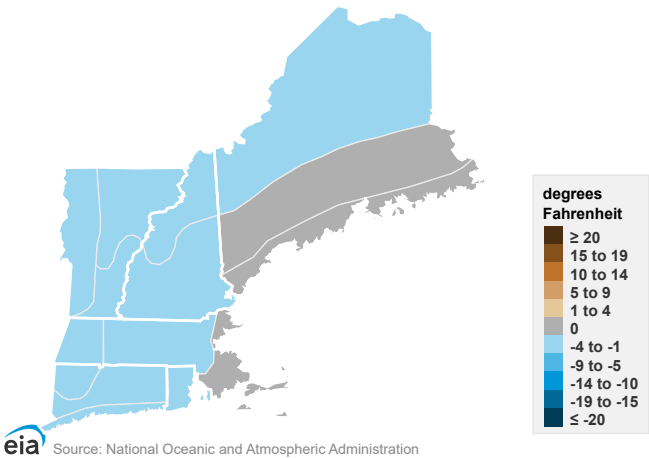 degrees
Fahrenheit
≥ 20
15 to 19
10 to 14
5 to 9
1 to 4
0
-4 to -1
-9 to -5
-14 to -10
-19 to -15
≤ -20
eia
Source: National Oceanic and Atmospheric Administration